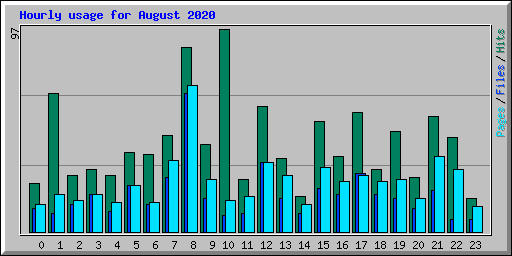 Hourly usage for August 2020
97
Pages / Files / Hits
0 1 2 3 4 5 6 7 8 9 10 11 12 13 14 15 16 17 18 19 20 21 22 23